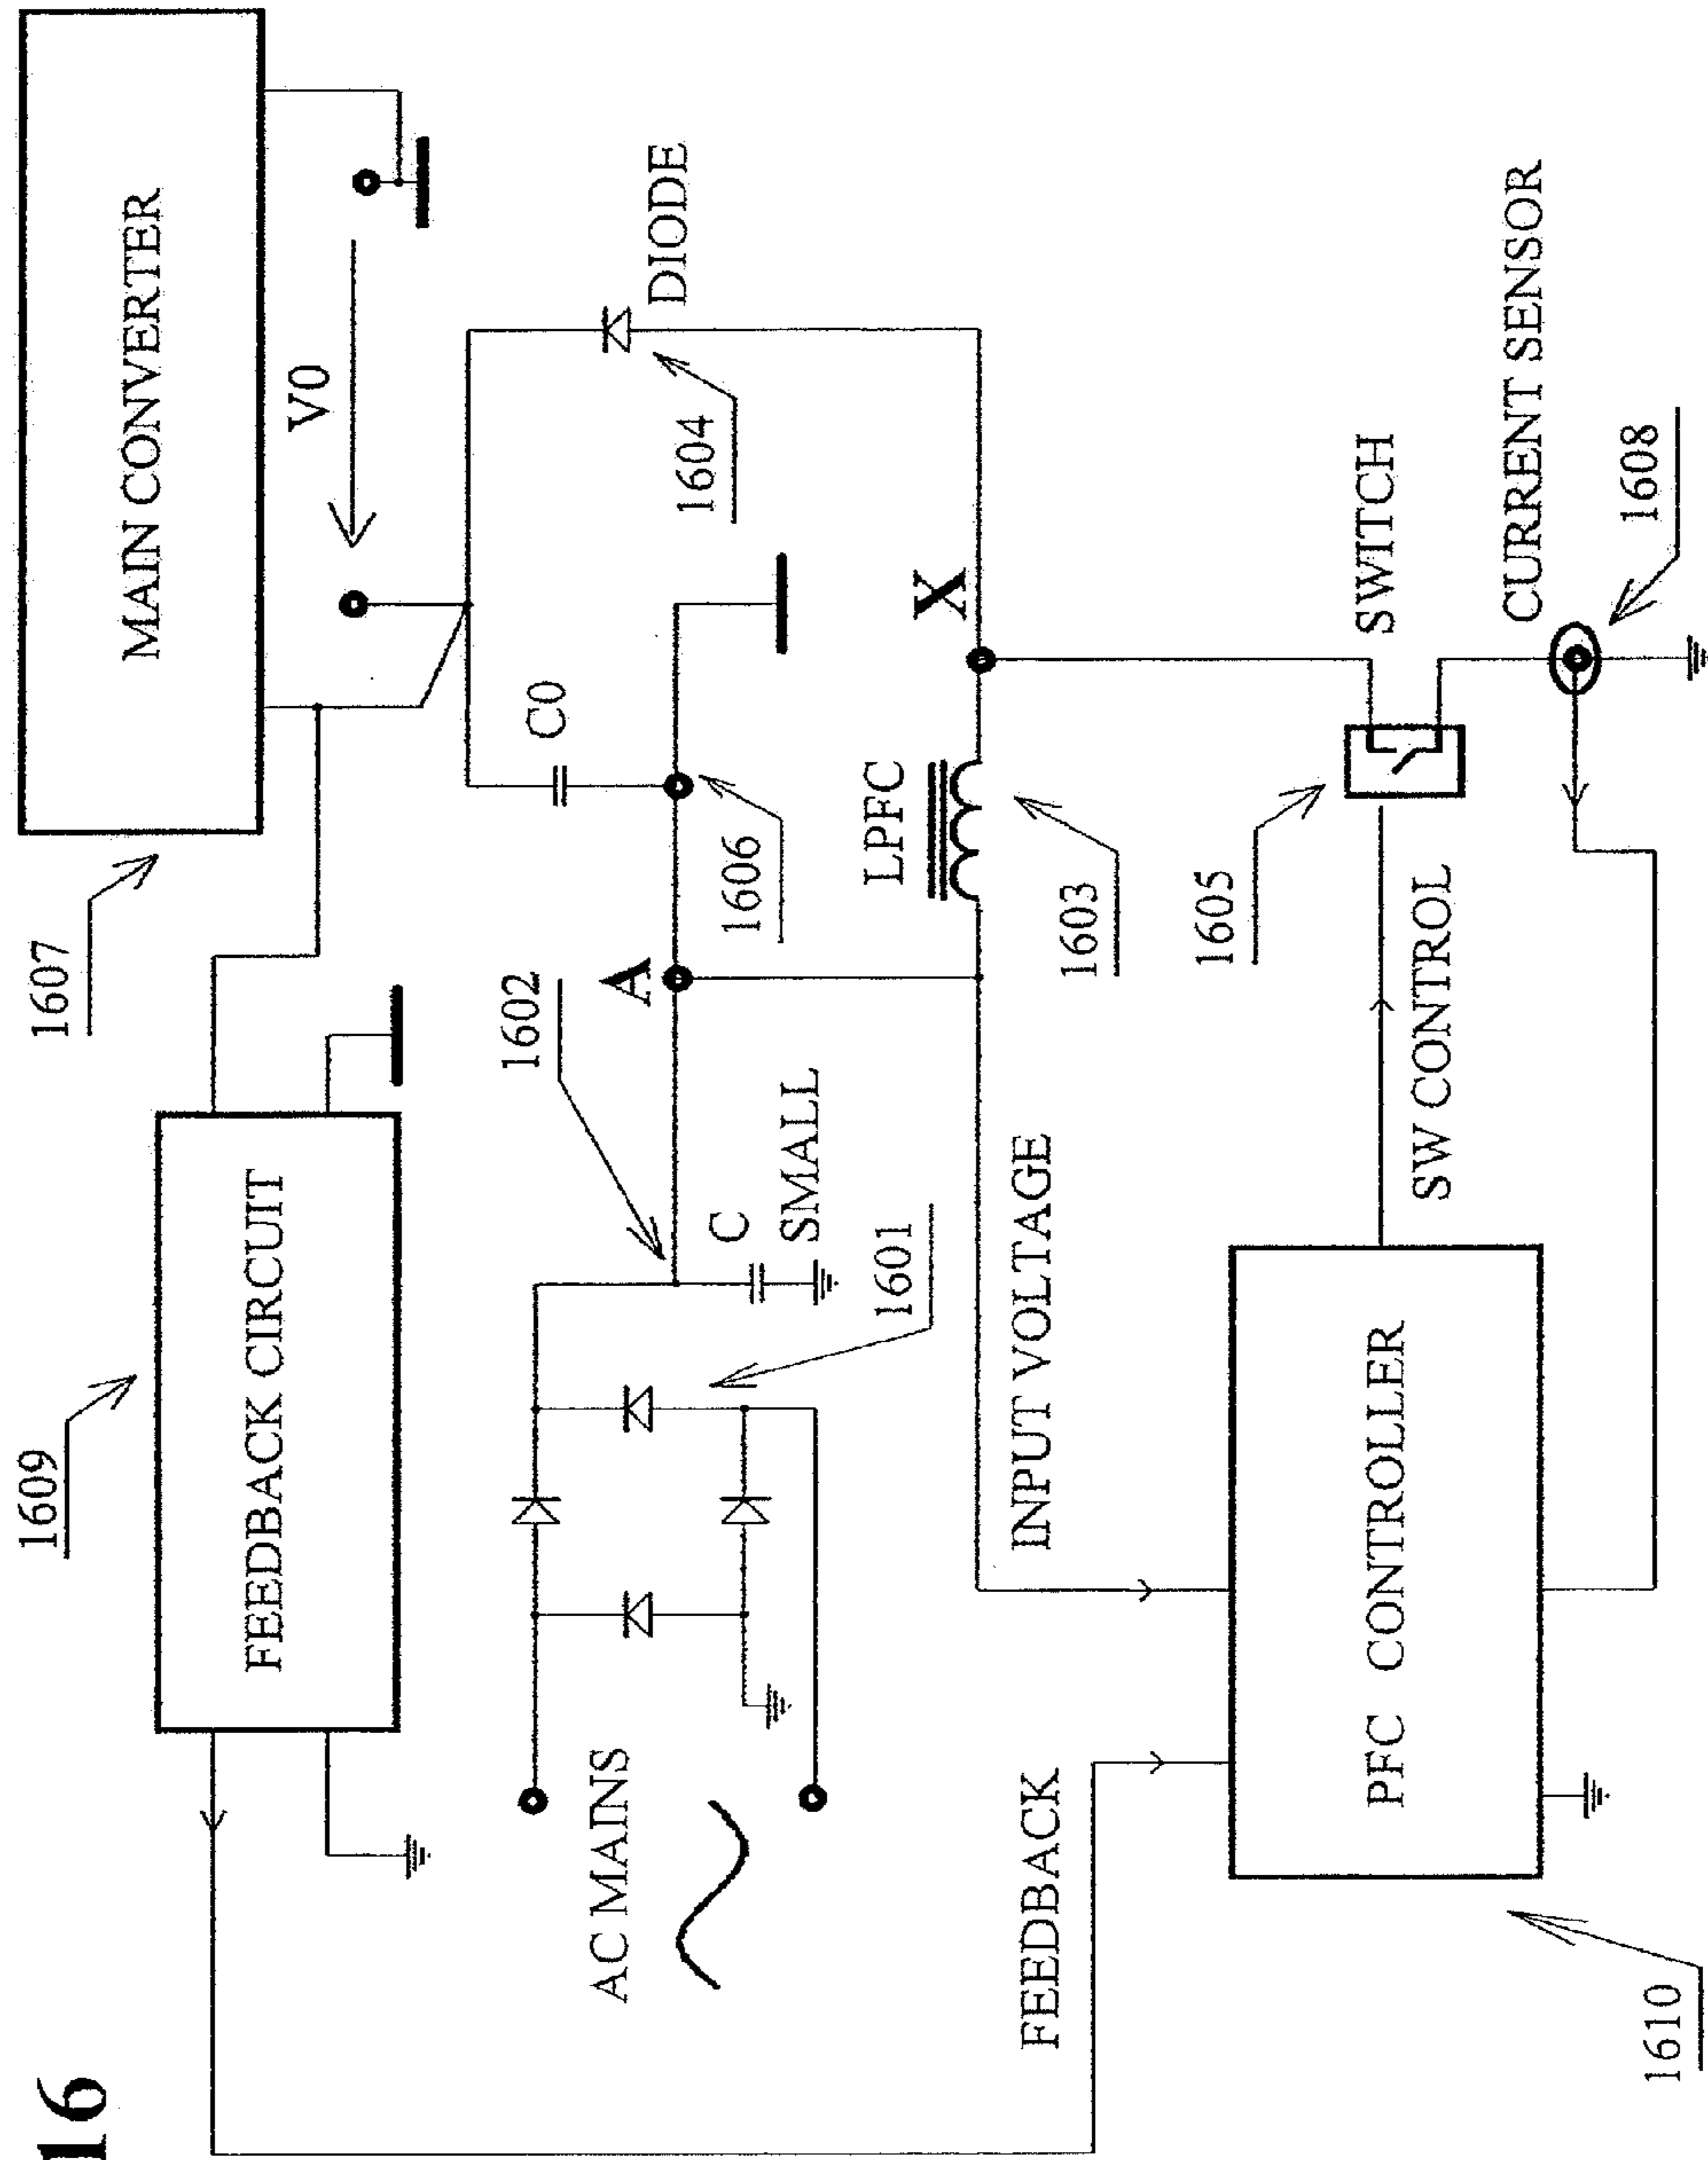 16
1609
FEEDBACK CIRCUIT
1607
MAIN CONVERTER
V0
AC MAINS
1602
A
C
SMALL
1601
C0
1606
1604
DIODE
LPFC
X
1603
INPUT VOLTAGE
FEEDBACK
PFC CONTROLLER
1610
SW CONTROL
1605
SWITCH
CURRENT SENSOR
1608